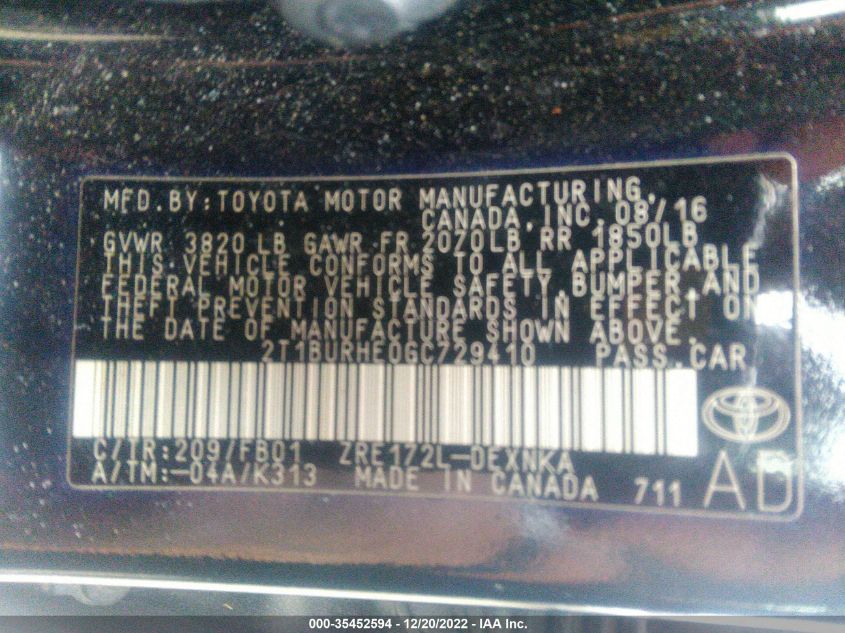 MFD.BY:TOYOTA MOTOR MANUFACTURING,
CANADA,INC. 08/16
GVWR 3820 LB GAWR FR 2070LB RR 1850LB
THIS VEHICLE CONFORMS TO ALL APPLICABLE
FEDERAL MOTOR VEHICLE SAFETY, BUMPER, AND
THEFT PREVENTION STANDARDS IN EFFECT ON
THE DATE OF MANUFACTURE SHOWN ABOVE.
2T1BURHE0GC729410 PASS.CAR
C/TR:209/FB01 ZRE172L-DEXNKA
A/TM:-04A/K313 MADE IN CANADA 711 AD
000-35452594 - 12/20/2022 - IAA Inc.